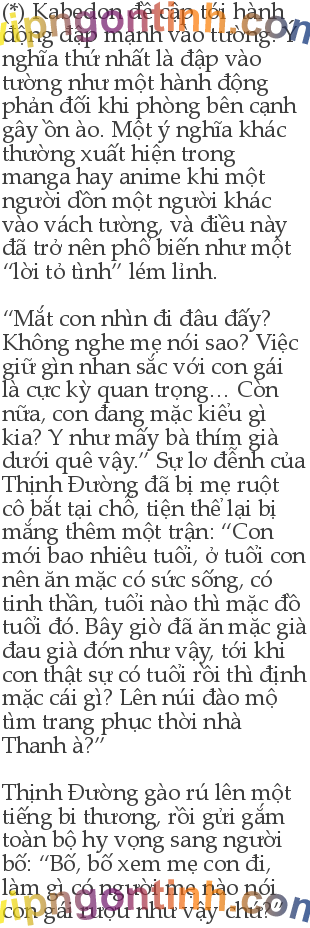 (*) Kabedon đề cập tới hành
động đập mạnh vào tường. Ý
nghĩa thứ nhất là đập vào
tường như một hành động
phản đối khi phòng bên cạnh
gây ồn ào. Một ý nghĩa khác
thường xuất hiện trong
manga hay anime khi một
người dồn một người khác
vào vách tường, và điều này
đã trở nên phổ biến như một
“lời tỏ tình” lém lỉnh.

“Mắt con nhìn đi đâu đấy?
Không nghe mẹ nói sao? Việc
giữ gìn nhan sắc với con gái
là cực kỳ quan trọng… Còn
nữa, con đang mặc kiểu gì
kia? Y như mấy bà thím già
dưới quê vậy.” Sự lơ đễnh của
Thịnh Đường đã bị mẹ ruột
cô bắt tại chỗ, tiện thể lại bị
mắng thêm một trận: “Con
mới bao nhiêu tuổi, ở tuổi con
nên ăn mặc có sức sống, có
tinh thần, tuổi nào thì mặc đồ
tuổi đó. Bây giờ đã ăn mặc già
đau già đớn như vậy, tới khi
con thật sự có tuổi rồi thì định
mặc cái gì? Lên núi đào mộ
tìm trang phục thời nhà
Thanh à?”

Thịnh Đường gào rú lên một
tiếng bi thương, rồi gửi gắm
toàn bộ hy vọng sang người
bố: “Bố, bố xem mẹ con đi,
làm gì có người mẹ nào nói
con gái rượu như vậy chứ?”
vipngontinh.com
vipngontinh.com